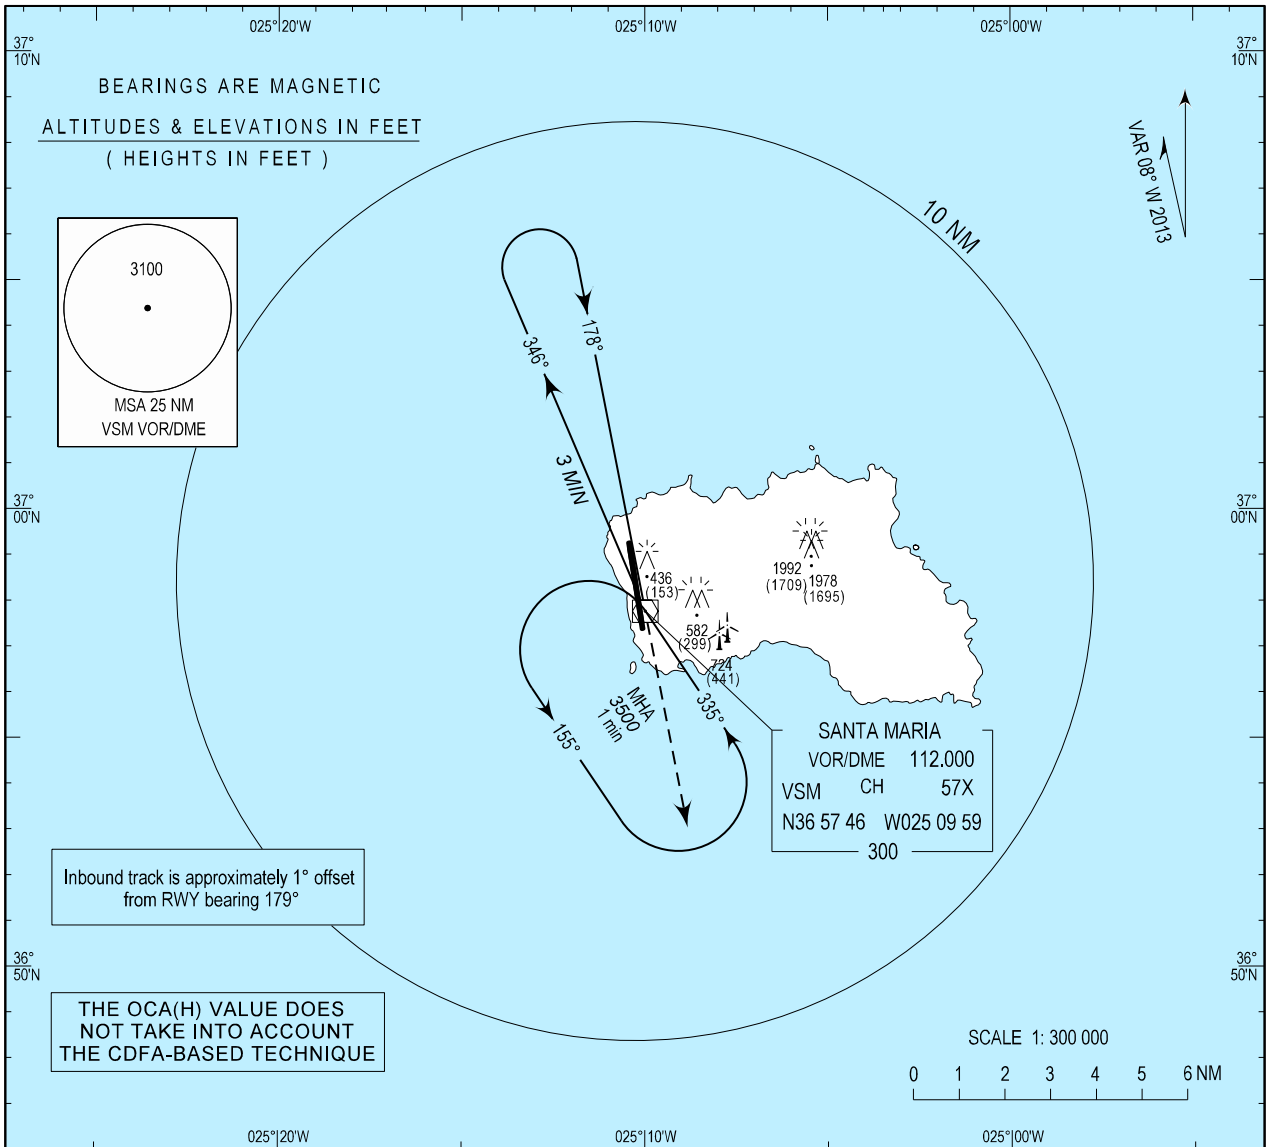 025°20'W
025°10'W
025°00'W
37°
10'N
37°
10'N
BEARINGS ARE MAGNETIC
ALTITUDES & ELEVATIONS IN FEET
( HEIGHTS IN FEET )
VAR 08° W 2013
10 NM
3100
MSA 25 NM
VSM VOR/DME
346°
178°
3 MIN
37°
00'N
37°
00'N
436
(153)
1992
(1709)
1978
(1695)
582
(299)
724
(441)
MHA
3500
1 min
335°
155°
SANTA MARIA
VOR/DME 112.000
VSM CH 57X
N36 57 46 W025 09 59
300
Inbound track is approximately 1° offset
from RWY bearing 179°
36°
50'N
36°
50'N
THE OCA(H) VALUE DOES
NOT TAKE INTO ACCOUNT
THE CDFA-BASED TECHNIQUE
SCALE 1: 300 000
0 1 2 3 4 5 6 NM
025°20'W
025°10'W
025°00'W